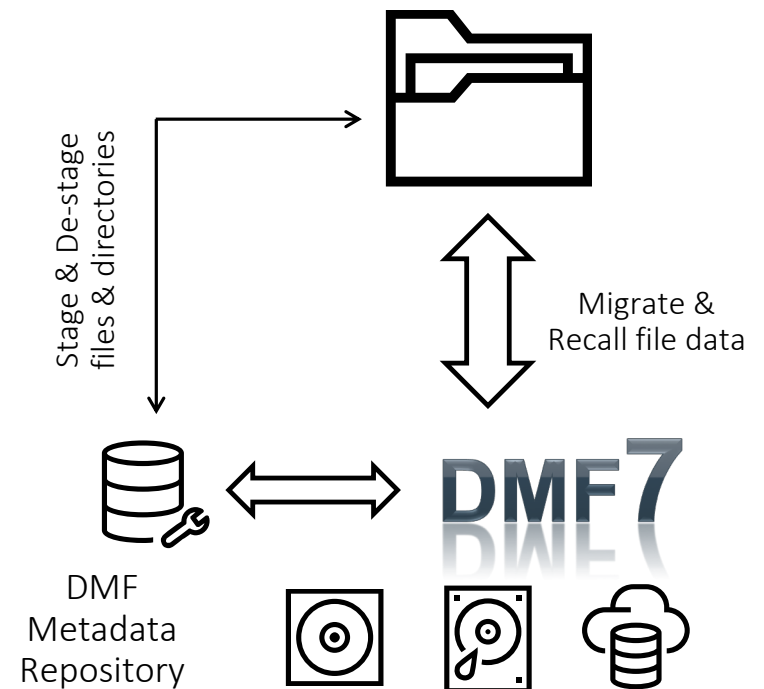 Stage & De-stage
files & directories
Migrate &
Recall file data
DMF7
DMF
Metadata
Repository